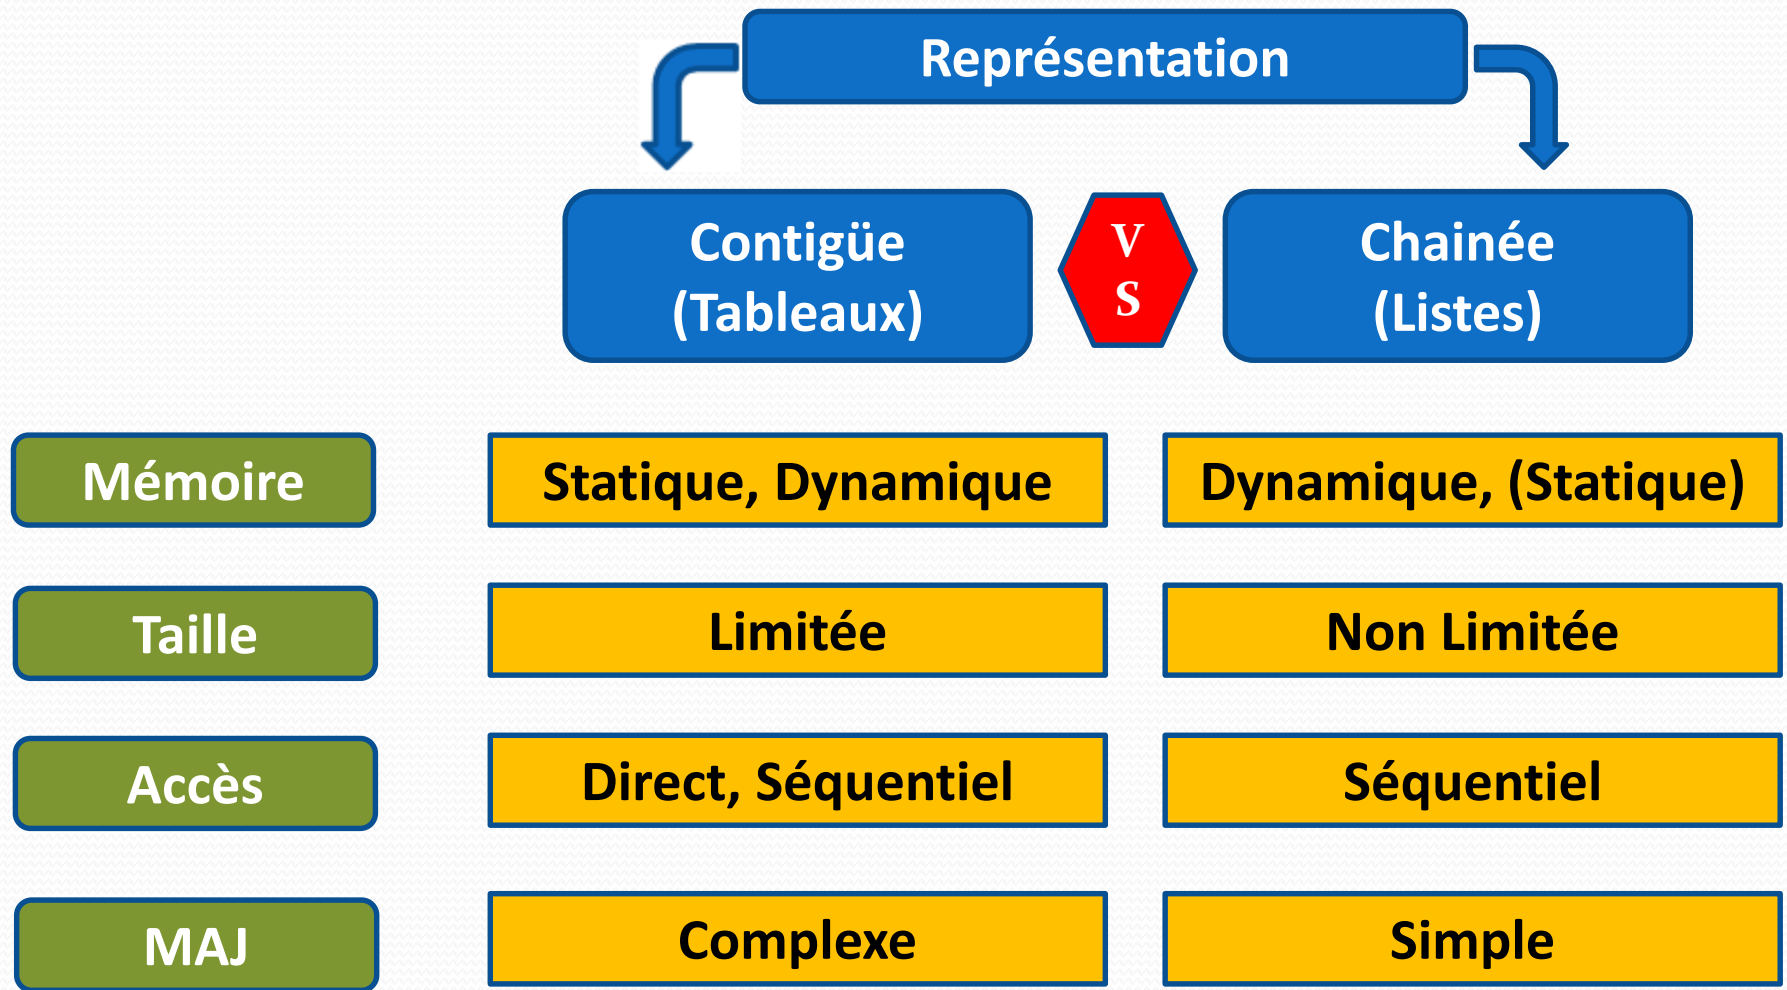 Représentation
Contigüe
(Tableaux)
V
S
Chainée
(Listes)
Mémoire
Statique, Dynamique
Dynamique, (Statique)
Taille
Limitée
Non Limitée
Accès
Direct, Séquentiel
Séquentiel
MAJ
Complexe
Simple